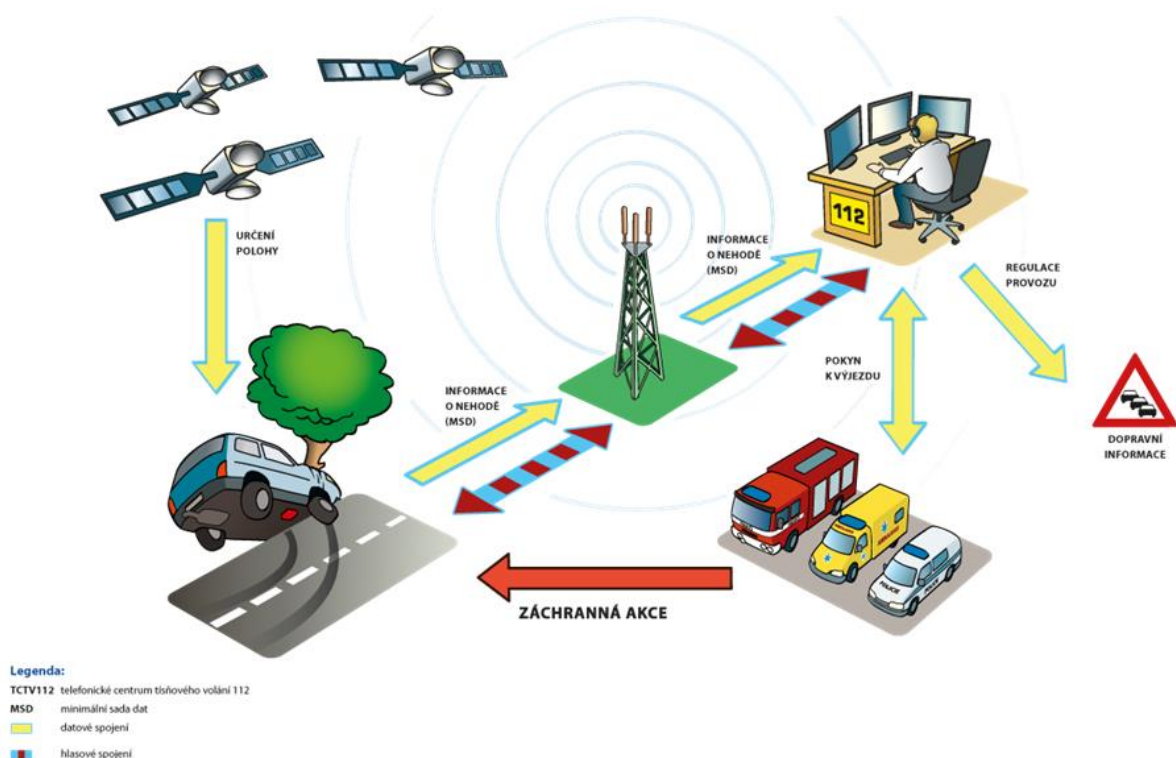 URČENÍ
POLOHY
INFORMACE
O NEHODĚ
(MSD)
112
REGULACE
PROVOZU
INFORMACE
O NEHODĚ
(MSD)
POKYN
K VÝJEZDU
DOPRAVNÍ
INFORMACE
POLICE
ZÁCHRANNÁ AKCE
Legenda:
TCTV112 telefonické centrum tísňového volání 112
MSD minimální sada dat
datové spojení
hlasové spojení